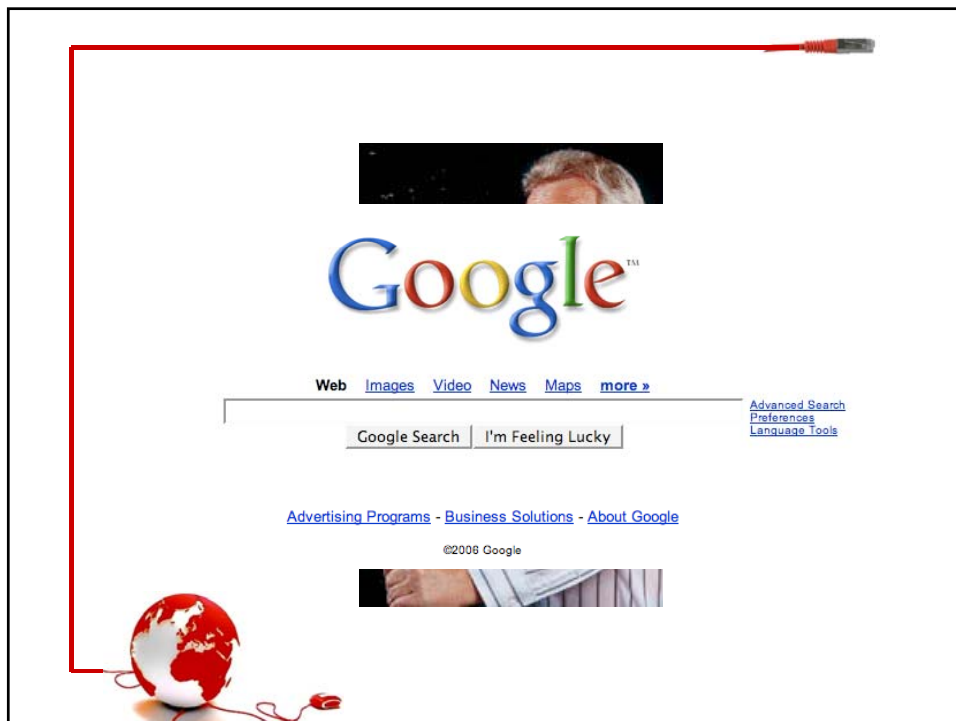 Google™
Web Images Video News Maps more »
Advanced Search
Preferences
Language Tools
Google Search I'm Feeling Lucky
Advertising Programs - Business Solutions - About Google
©2006 Google